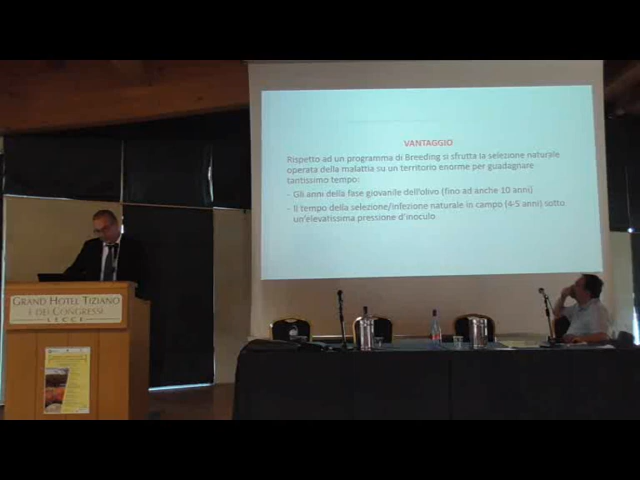 VANTAGGIO
Rispetto ad un programma di Breeding si sfrutta la selezione naturale
operata della malattia su un territorio enorme per guadagnare
tantissimo tempo:
- Gli anni della fase giovanile dell'olivo (fino ad anche 10 anni)
- Il tempo della selezione/infezione naturale in campo (4-5 anni) sotto
un'elevatissima pressione d'inoculo
GRAND HOTEL TIZIANO
E DEI CONGRESSI
LECCE